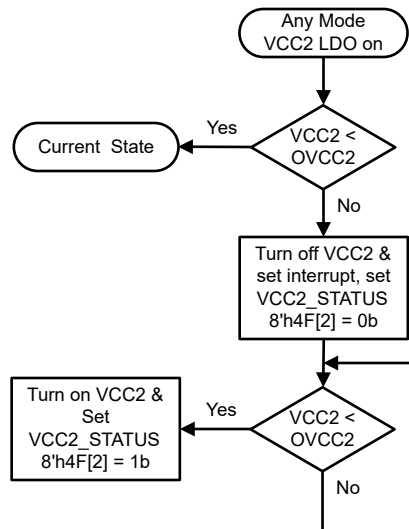 Any Mode
VCC2 LDO on
Yes
VCC2 <
OVCC2
Current State
No
Turn off VCC2 &
set interrupt, set
VCC2_STATUS
8'h4F[2] = 0b
Turn on VCC2 &
Set
VCC2_STATUS
8'h4F[2] = 1b
Yes
VCC2 <
OVCC2
No